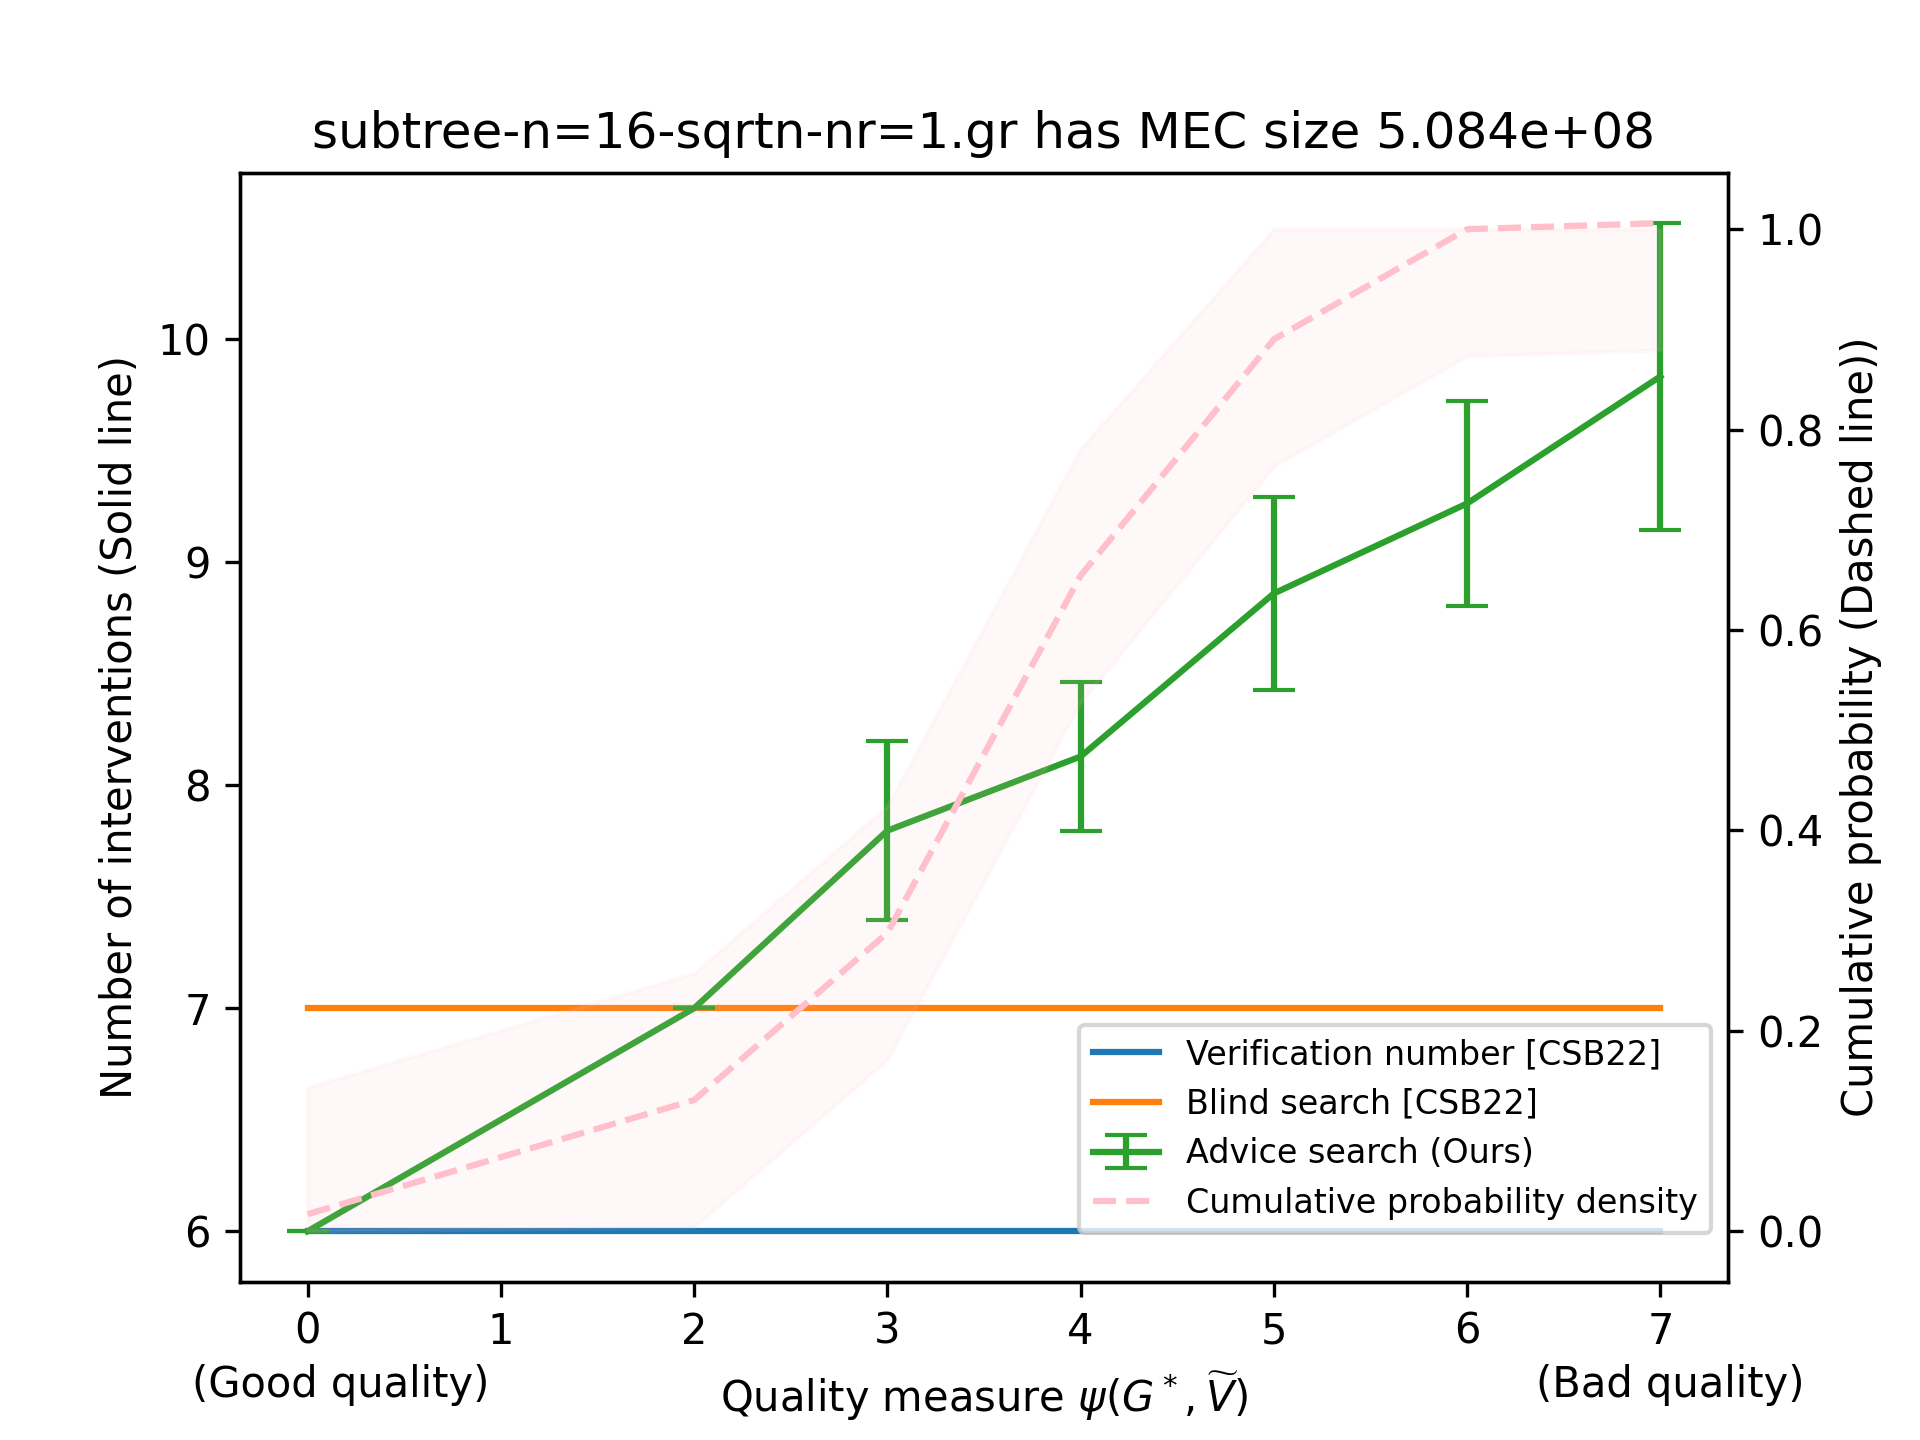 subtree-n=16-sqrtn-nr=1.gr has MEC size 5.084e+08
Number of interventions (Solid line)
10
9
8
7
6
1.0
0.8
0.6
0.4
0.2
0.0
Cumulative probability (Dashed line))
Verification number [CSB22]
Blind search [CSB22]
Advice search (Ours)
Cumulative probability density
0 1 2 3 4 5 6 7
(Good quality) (Bad quality)
Quality measure ψ(G*, Ṽ)